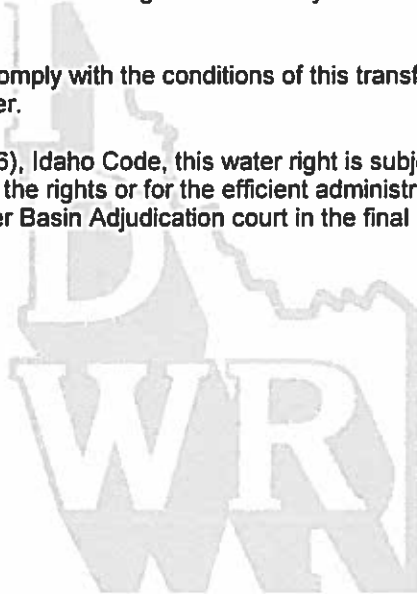 omply with the conditions of this transf
er.
6), Idaho Code, this water right is subj
the rights or for the efficient administr
er Basin Adjudication court in the final
I
D
WR